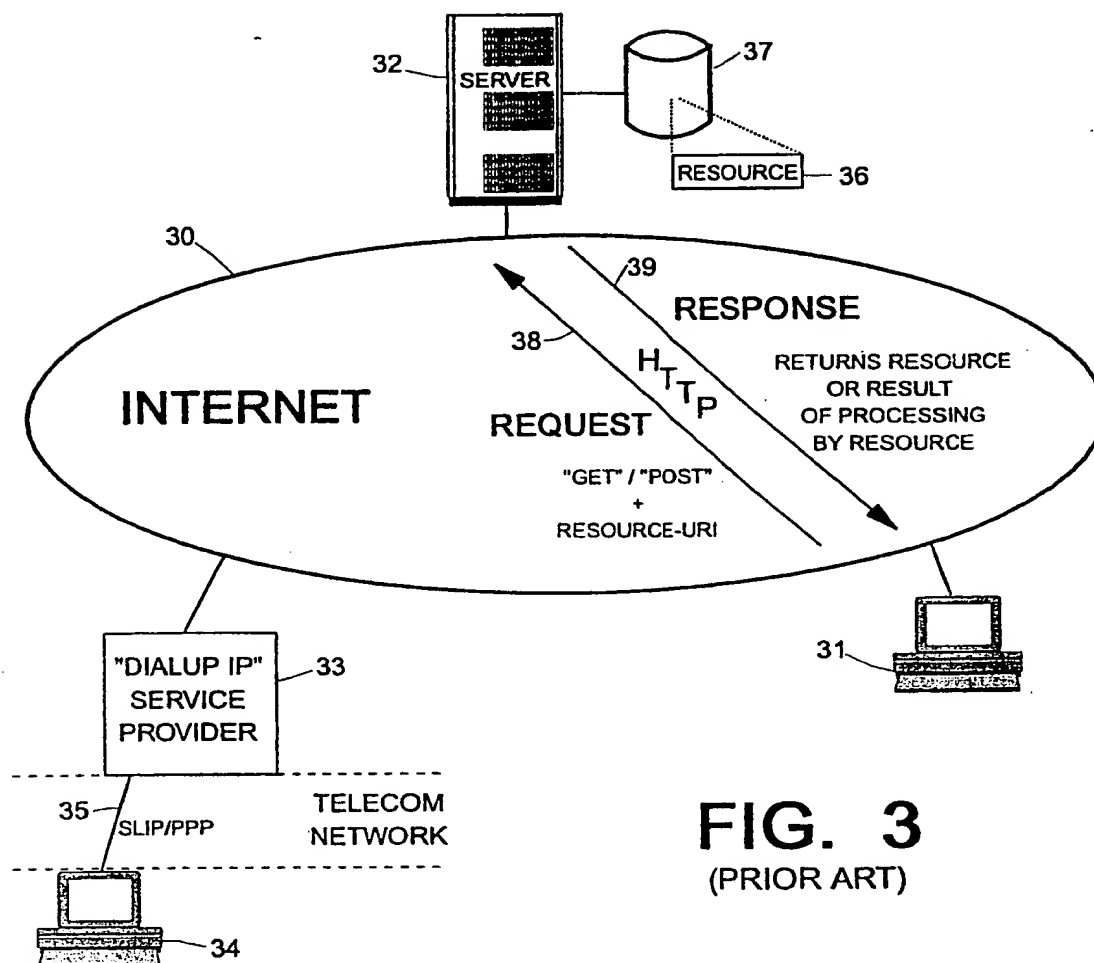 32
SERVER
37
RESOURCE
36
30
39
RESPONSE
38
HTTP
RETURNS RESOURCE
OR RESULT
OF PROCESSING
BY RESOURCE
INTERNET
REQUEST
"GET" / "POST"
+
RESOURCE-URI
31
"DIALUP IP"
SERVICE
PROVIDER
33
35
SLIP/PPP
TELECOM
NETWORK
34
FIG. 3
(PRIOR ART)